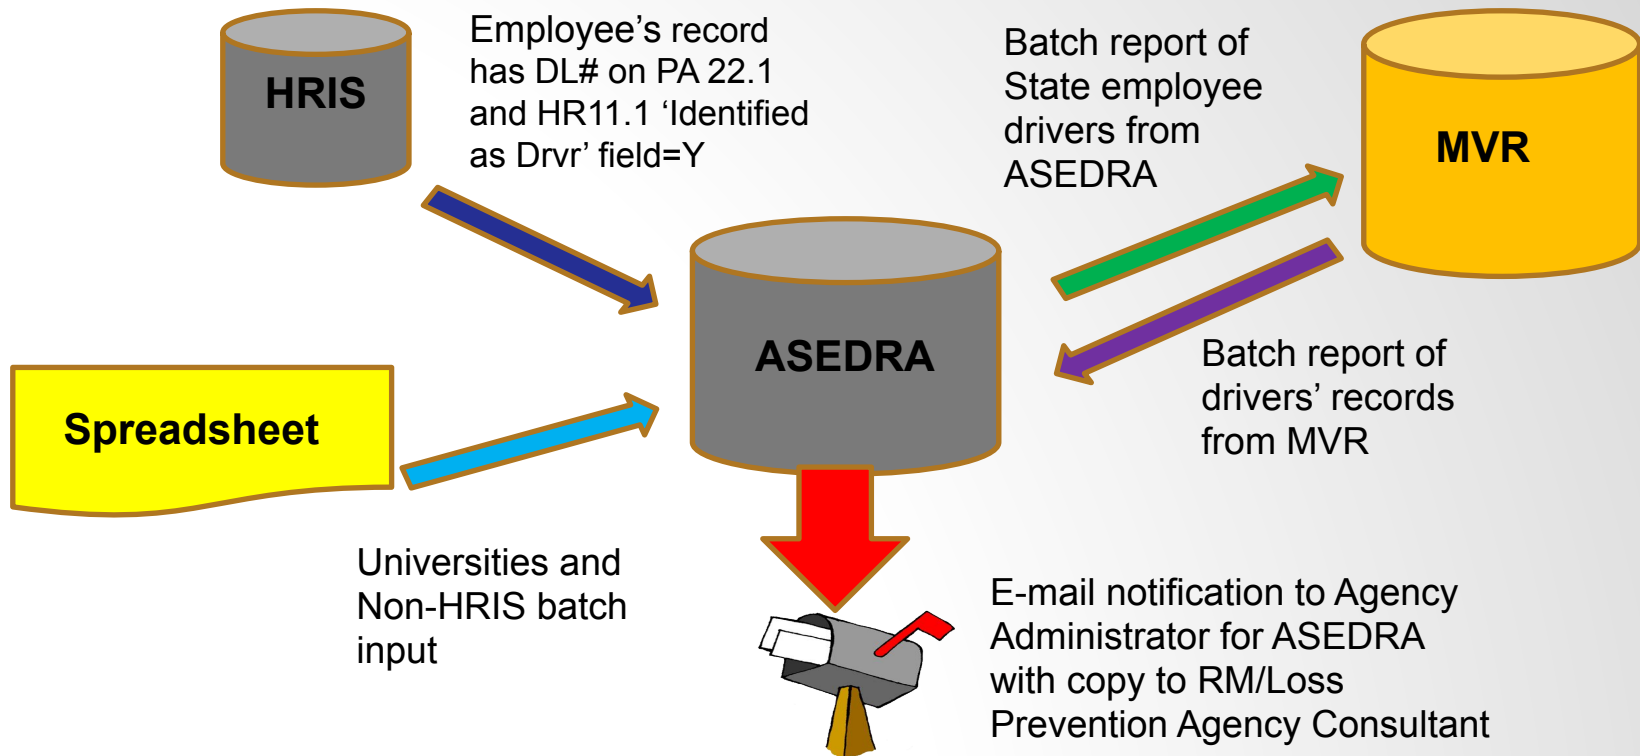 HRIS
Employee’s record
has DL# on PA 22.1
and HR11.1 ‘Identified
as Drvr’ field=Y
Batch report of
State employee
drivers from
ASEDRA
MVR
ASEDRA
Batch report of
drivers’ records
from MVR
Spreadsheet
Universities and
Non-HRIS batch
input
E-mail notification to Agency
Administrator for ASEDRA
with copy to RM/Loss
Prevention Agency Consultant